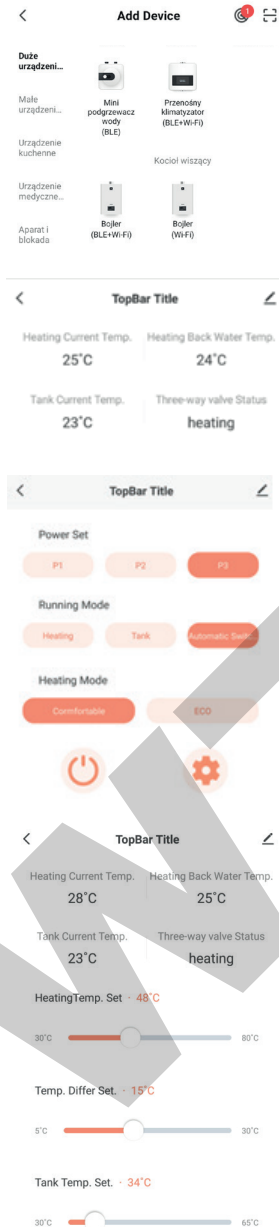 Add Device
1
Duże
urządzeni...
Małe
urządzeni...
Urządzenie
kuchenne
Urządzenie
medyczne...
Aparat i
blokada
Mini
podgrzewacz
wody
(BLE)
Przenośny
klimatyzator
(BLE+Wi-Fi)
Kocioł wiszący
Bojler
(BLE+Wi-Fi)
Bojler
(Wi-Fi)
TopBar Title
Heating Current Temp. Heating Back Water Temp.
25°C 24°C
Tank Current Temp. Three-way valve Status
23°C heating
TopBar Title
Power Set
P1 P2 P3
Running Mode
Heating Tank Automatic Switc...
Heating Mode
Cormfortable ECO
TopBar Title
Heating Current Temp. Heating Back Water Temp.
28°C 25°C
Tank Current Temp. Three-way valve Status
23°C heating
HeatingTemp. Set · 48°C
30°C 80°C
Temp. Differ Set. · 15°C
5°C 30°C
Tank Temp. Set. · 34°C
30°C 65°C